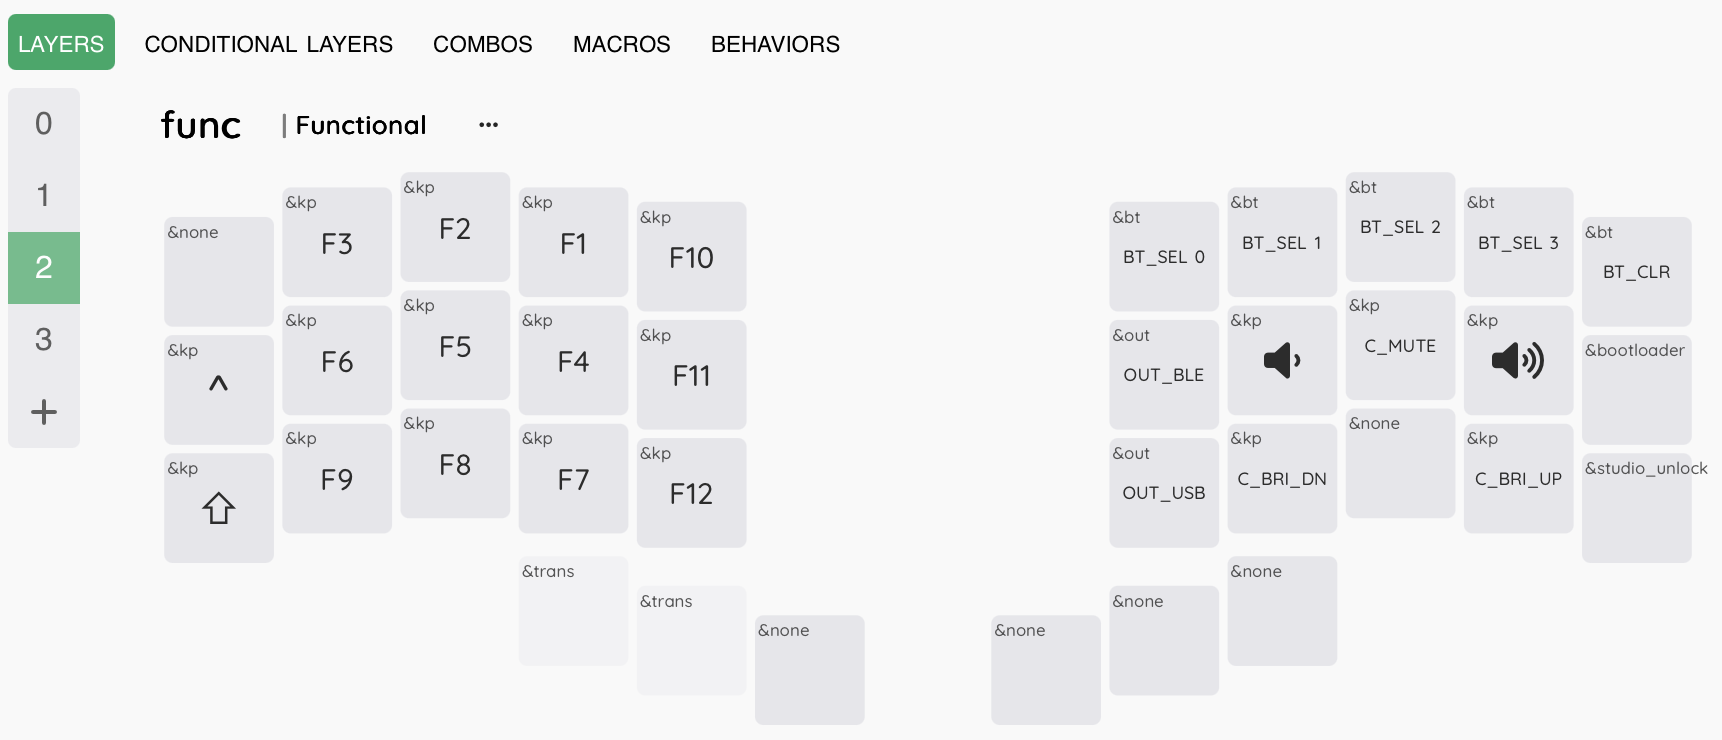 LAYERS CONDITIONAL LAYERS COMBOS MACROS BEHAVIORS
0
1
2
3
+
func | Functional ...
&none
&kp F3
&kp F2
&kp F1
&kp F10
&bt BT_SEL 0
&bt BT_SEL 1
&bt BT_SEL 2
&bt BT_SEL 3
&bt BT_CLR
&kp ^
&kp F6
&kp F5
&kp F4
&kp F11
&out OUT_BLE
&kp
&kp C_MUTE
&kp
&bootloader
&kp
&kp F9
&kp F8
&kp F7
&kp F12
&out OUT_USB
&kp C_BRI_DN
&none
&kp C_BRI_UP
&studio_unlock
&trans
&trans
&none
&none
&none
&none